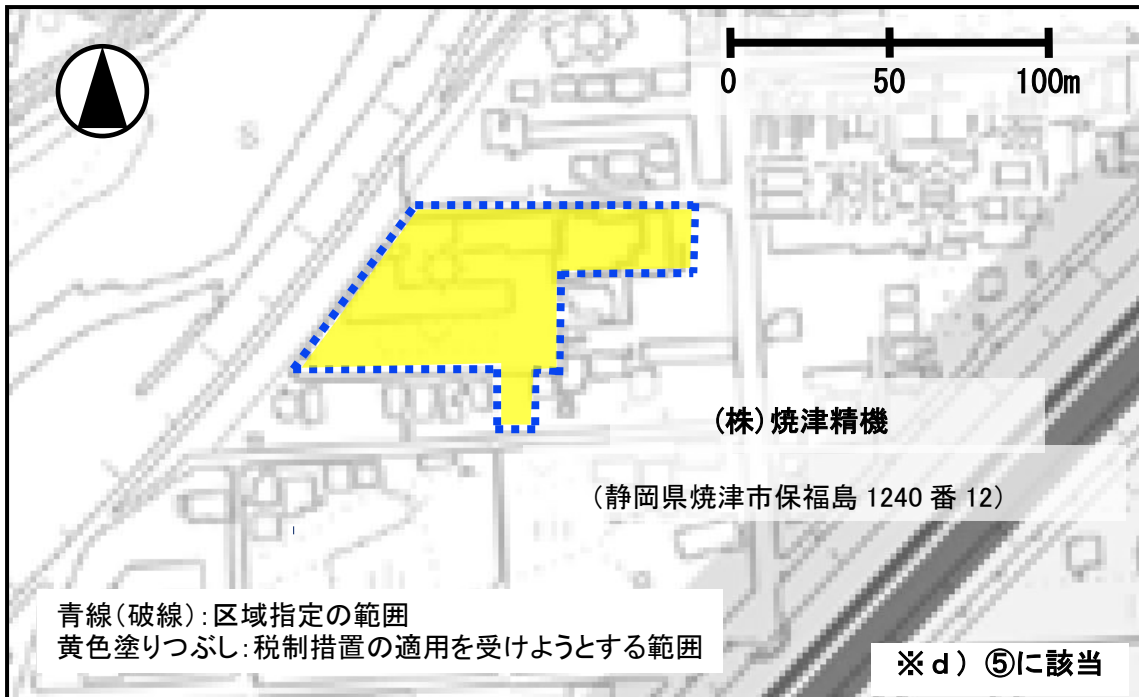 0 50 100m
(株)焼津精機
(静岡県焼津市保福島 1240 番 12)
青線(破線):区域指定の範囲
黄色塗りつぶし:税制措置の適用を受けようとする範囲
※d) ⑤に該当